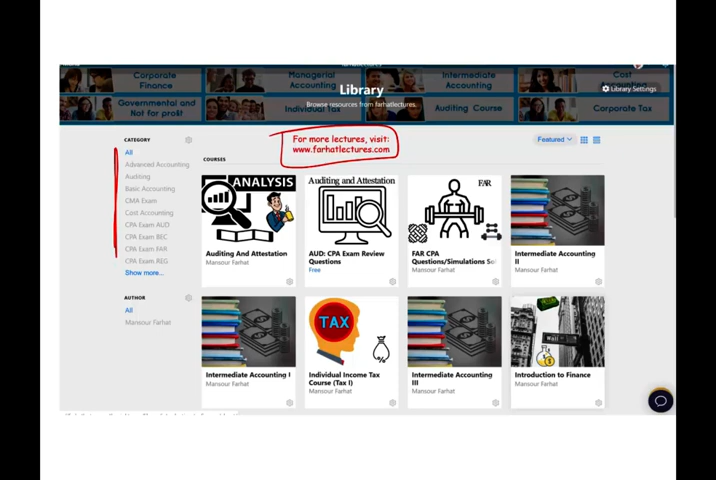 Corporate
Finance
Managerial
Accounting
Intermediate
Accounting
Cost
Accounting
Library
Library Settings
Browse resources from farhatlectures.
Governmental and
Not for profit
Individual Tax
Auditing Course
Corporate Tax
CATEGORY
For more lectures, visit:
www.farhatlectures.com
Featured
All
Advanced Accounting
Auditing
Basic Accounting
CMA Exam
Cost Accounting
CPA Exam AUD
CPA Exam BEC
CPA Exam FAR
CPA Exam REG
Show more...
AUTHOR
All
Mansour Farhat
COURSES
ANALYSIS
Auditing And Attestation
Mansour Farhat
Auditing and Attestation
AUD: CPA Exam Review
Questions
Free
FAR
FAR CPA
Questions/Simulations So
Mansour Farhat
Intermediate Accounting
II
Mansour Farhat
Intermediate Accounting I
Mansour Farhat
TAX
Individual Income Tax
Course (Tax I)
Mansour Farhat
Intermediate Accounting
III
Mansour Farhat
Wall
Introduction to Finance
Mansour Farhat